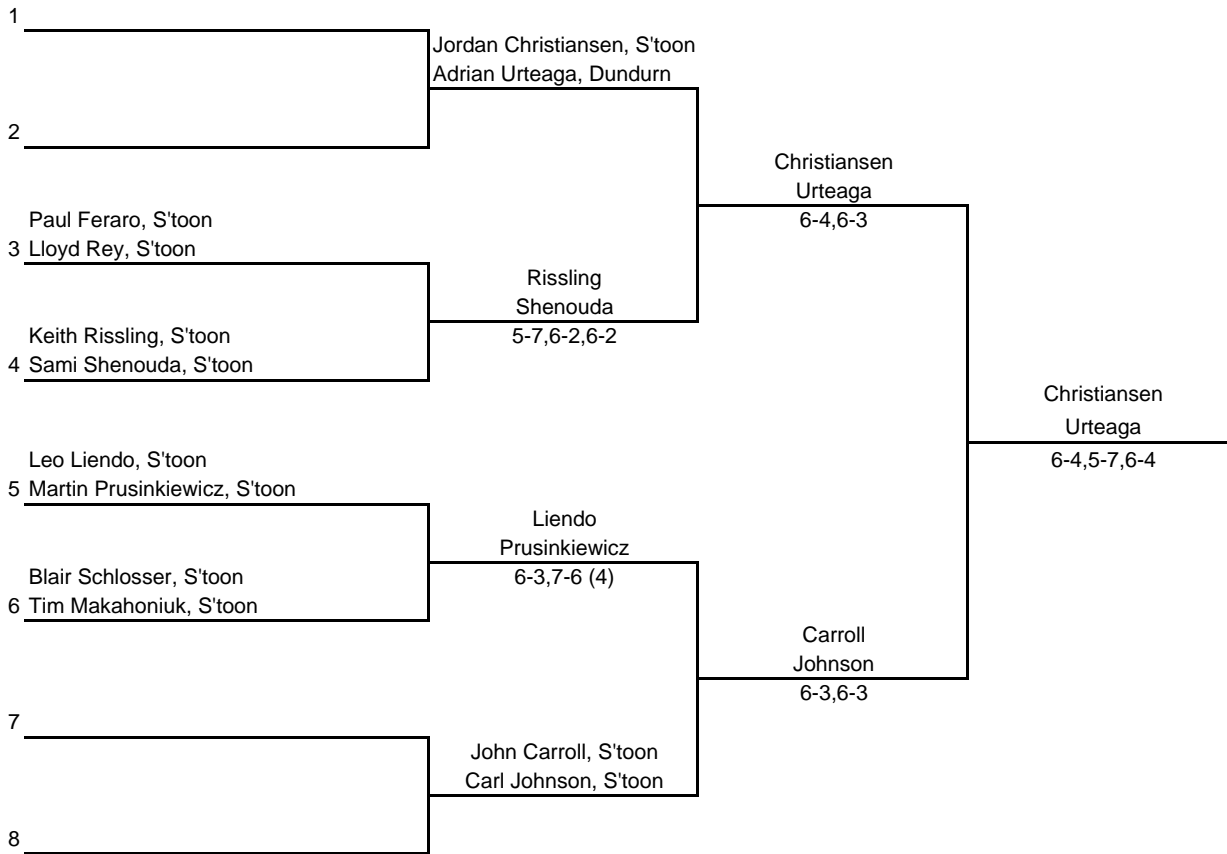 1
Jordan Christiansen, S'toon
Adrian Urteaga, Dundurn
2
Christiansen
Urteaga
6-4,6-3
Paul Feraro, S'toon
3 Lloyd Rey, S'toon
Rissling
Shenouda
5-7,6-2,6-2
Keith Rissling, S'toon
4 Sami Shenouda, S'toon
Christiansen
Urteaga
6-4,5-7,6-4
Leo Liendo, S'toon
5 Martin Prusinkiewicz, S'toon
Liendo
Prusinkiewicz
6-3,7-6 (4)
Blair Schlosser, S'toon
6 Tim Makahoniuk, S'toon
Carroll
Johnson
6-3,6-3
7
John Carroll, S'toon
Carl Johnson, S'toon
8